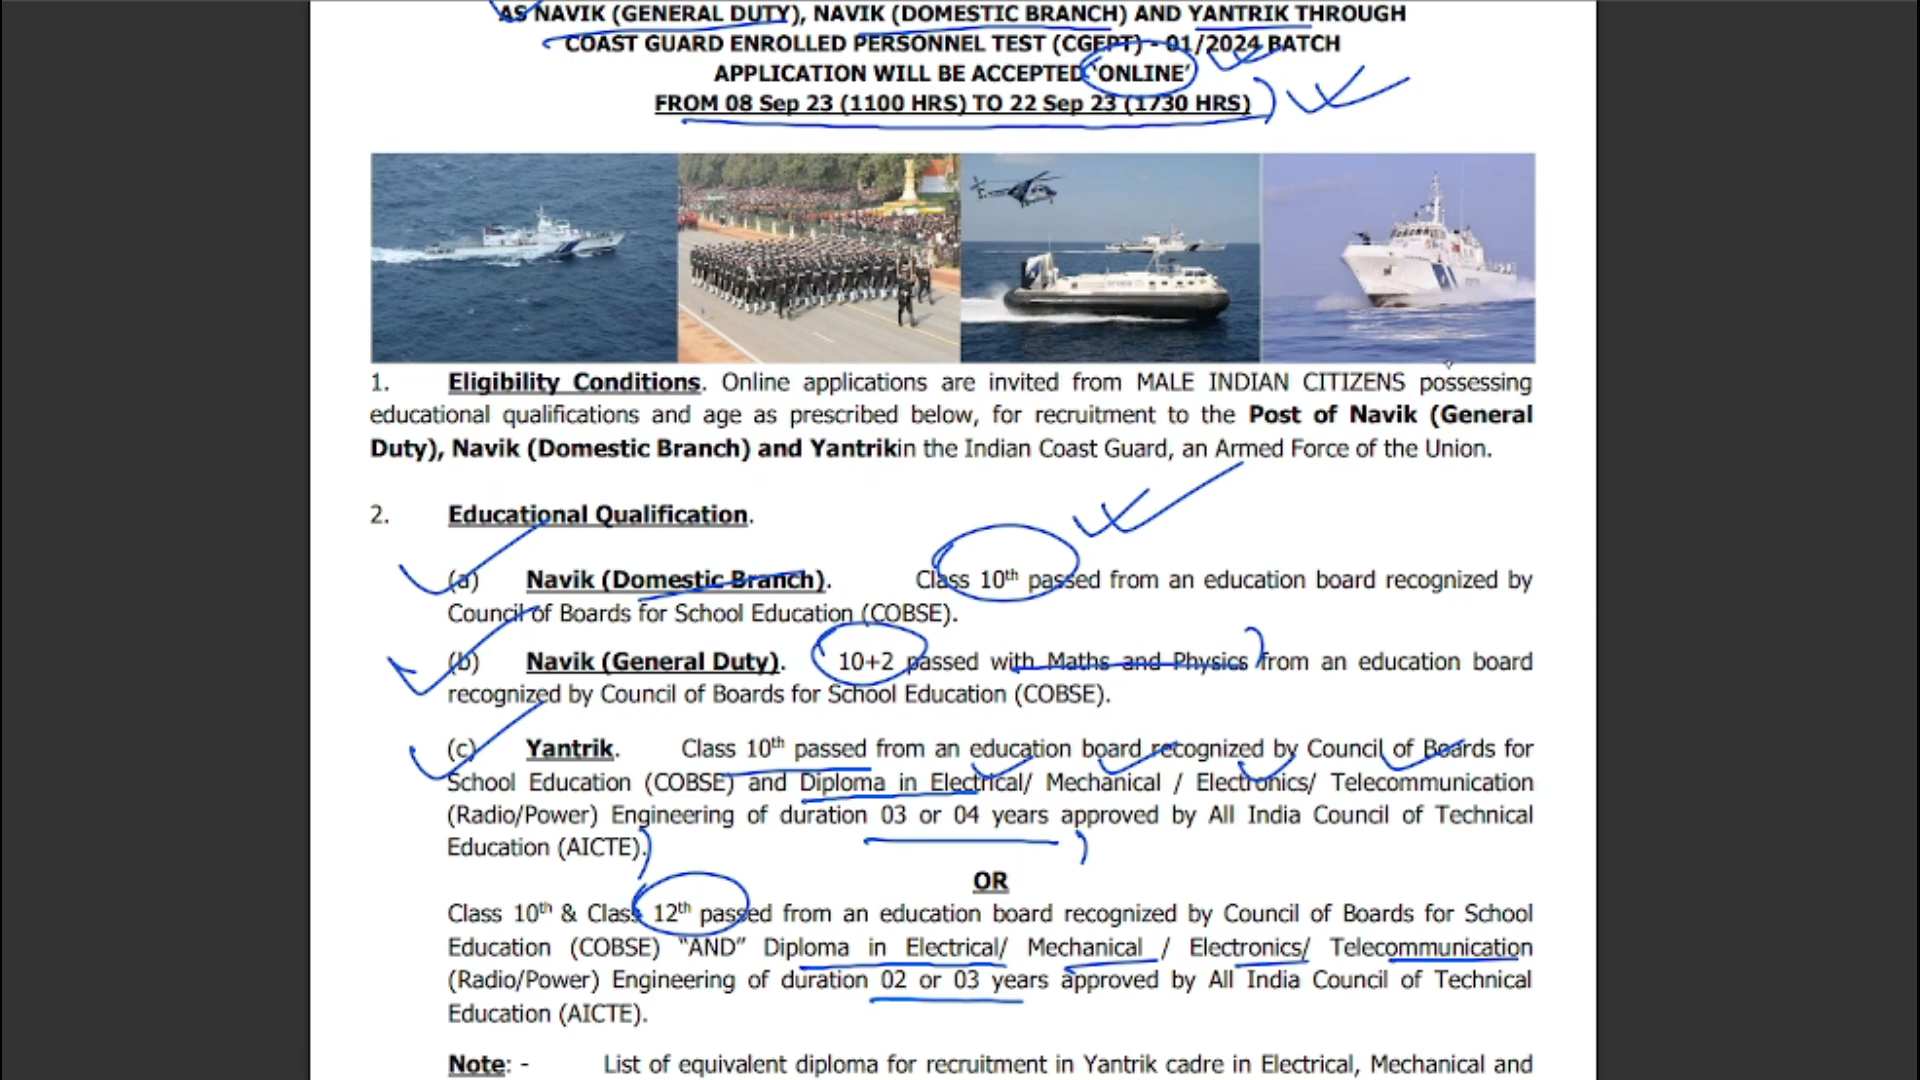 AS NAVIK (GENERAL DUTY), NAVIK (DOMESTIC BRANCH) AND YANTRIK THROUGH
COAST GUARD ENROLLED PERSONNEL TEST (CGEPT) - 01/2024 BATCH
APPLICATION WILL BE ACCEPTED ‘ONLINE’
FROM 08 Sep 23 (1100 HRS) TO 22 Sep 23 (1730 HRS)
1. Eligibility Conditions. Online applications are invited from MALE INDIAN CITIZENS possessing
educational qualifications and age as prescribed below, for recruitment to the Post of Navik (General
Duty), Navik (Domestic Branch) and Yantrikin the Indian Coast Guard, an Armed Force of the Union.
2. Educational Qualification.
(a) Navik (Domestic Branch). Class 10th passed from an education board recognized by
Council of Boards for School Education (COBSE).
(b) Navik (General Duty). 10+2 passed with Maths and Physics from an education board
recognized by Council of Boards for School Education (COBSE).
(c) Yantrik. Class 10th passed from an education board recognized by Council of Boards for
School Education (COBSE) and Diploma in Electrical/ Mechanical / Electronics/ Telecommunication
(Radio/Power) Engineering of duration 03 or 04 years approved by All India Council of Technical
Education (AICTE).
OR
Class 10th & Class 12th passed from an education board recognized by Council of Boards for School
Education (COBSE) “AND” Diploma in Electrical/ Mechanical / Electronics/ Telecommunication
(Radio/Power) Engineering of duration 02 or 03 years approved by All India Council of Technical
Education (AICTE).
Note: - List of equivalent diploma for recruitment in Yantrik cadre in Electrical, Mechanical and